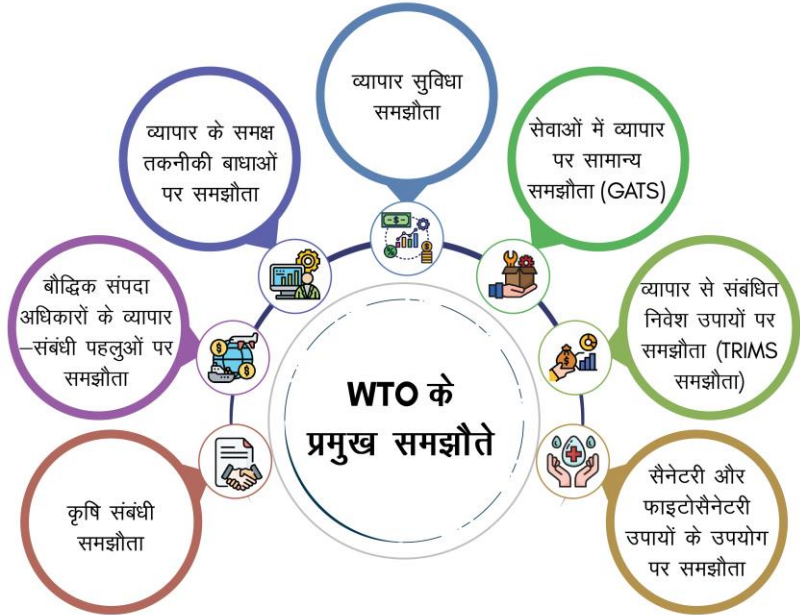 WTO के
प्रमुख समझौते
कृषि संबंधी
समझौता
बौद्धिक संपदा
अधिकारों के व्यापार
–संबंधी पहलुओं पर
समझौता
व्यापार के समक्ष
तकनीकी बाधाओं
पर समझौता
व्यापार सुविधा
समझौता
सेवाओं में व्यापार
पर सामान्य
समझौता (GATS)
व्यापार से संबंधित
निवेश उपायों पर
समझौता (TRIMS
समझौता)
सैनेटरी और
फाइटोसैनेटरी
उपायों के उपयोग
पर समझौता